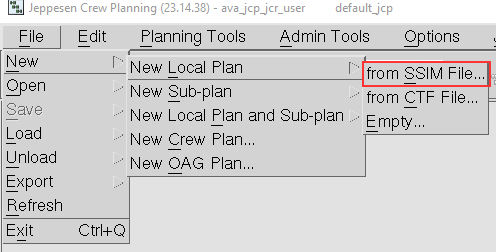 Jeppesen Crew Planning (23.14.38) - ava_jcp_jcr_user default_jcp
File Edit Planning Tools Admin Tools Options
New
Open
Save
Load
Unload
Export
Refresh
Exit Ctrl+Q
New Local Plan
New Sub-plan
New Local Plan and Sub-plan
New Crew Plan...
New OAG Plan...
from SSIM File...
from CTF File...
Empty...